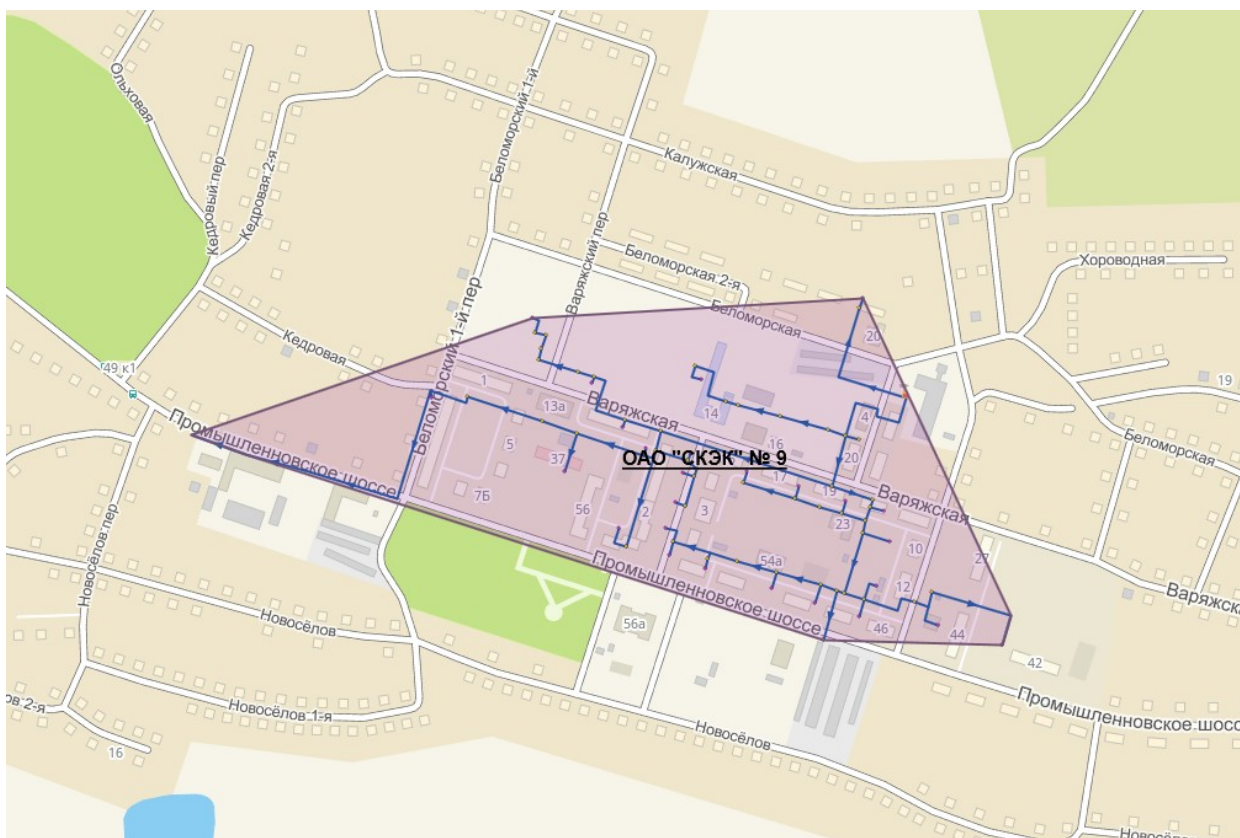 Ольховая
Кедровый пер
Кедровая 2-я
Беломорский 1-й
Калужская
Варяжский пер
Беломорская 2-я
Хороводная
Беломорская
20
Кедровая
49 к1
Беломорский 1-й пер
1
13а
Варяжская
14
4
19
Промышленновское шоссе
5
37
16
20
Беломорская
ОАО "СКЭК" № 9
7Б
56
2
3
17
19
Варяжская
23
10
27
54а
12
Промышленновское шоссе
Варяжск
Новосёлов пер
Новосёлов
56а
46
44
42
Новосёлов 1-я
ов 2-я
16
Новосёлов
Промышленновское шосс